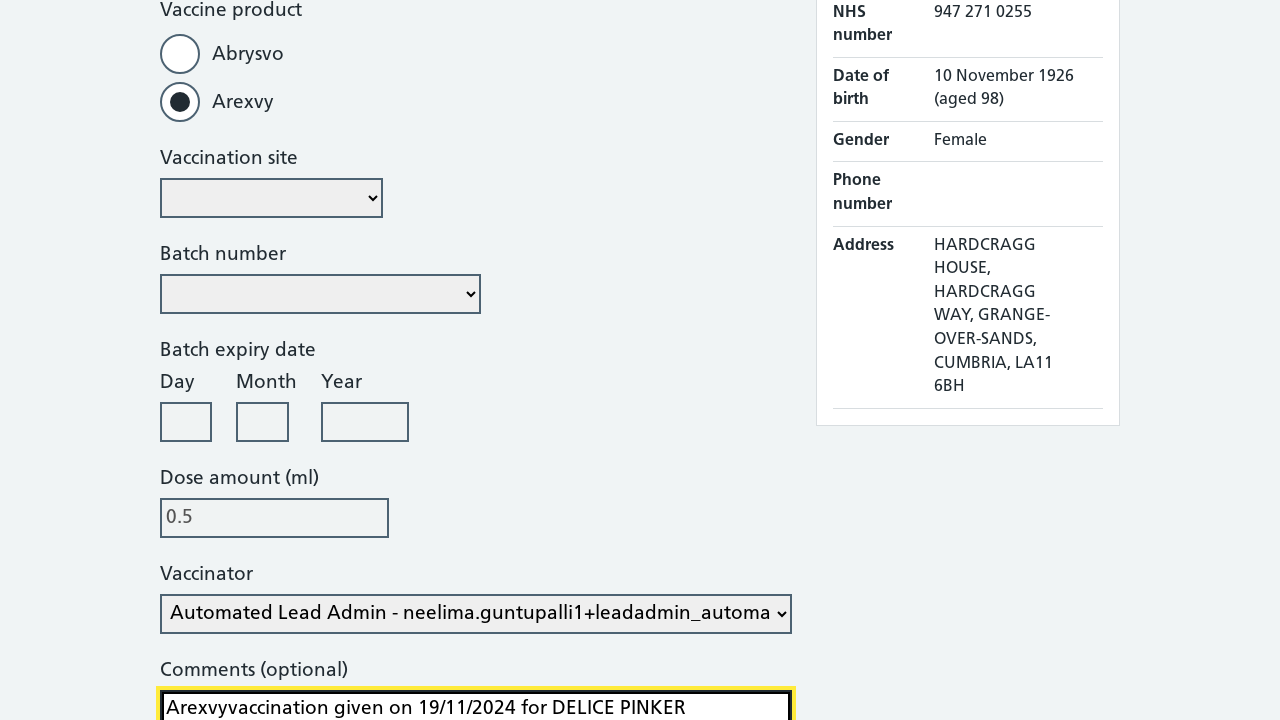 Vaccine product
Abrysvo
Arexvy
Vaccination site
Batch number
Batch expiry date
Day Month Year
Dose amount (ml)
0.5
Vaccinator
Automated Lead Admin - neelima.guntupalli1+leadadmin_automa
Comments (optional)
Arexvyvaccination given on 19/11/2024 for DELICE PINKER
NHS number 947 271 0255
Date of birth 10 November 1926 (aged 98)
Gender Female
Phone number
Address HARDCRAGG
HOUSE,
HARDCRAGG
WAY, GRANGE-
OVER-SANDS,
CUMBRIA, LA11
6BH